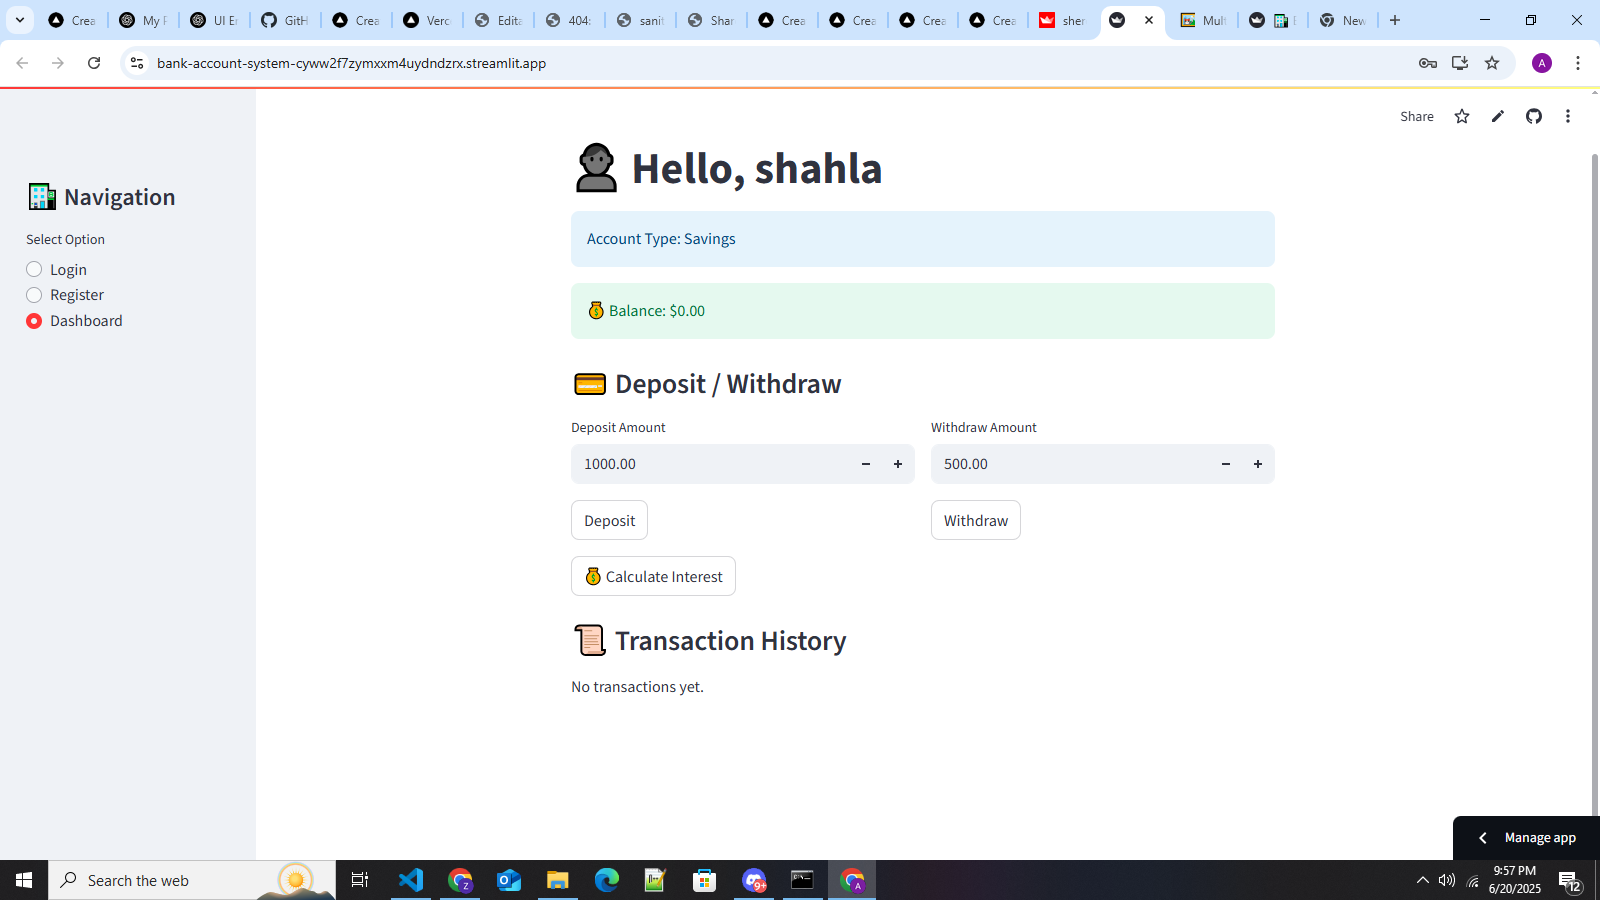 Crea
My F
UI En
GitH
Crea
Verc
Edita
404:
sanit
Shar
Crea
Crea
Crea
Crea
sher
Mult
New
bank-account-system-cyww2f7zymxxm4uydndzrx.streamlit.app
A
Share
Navigation
Select Option
Login
Register
Dashboard
Hello, shahla
Account Type: Savings
Balance: $0.00
Deposit / Withdraw
Deposit Amount
Withdraw Amount
1000.00
500.00
Deposit
Withdraw
Calculate Interest
Transaction History
No transactions yet.
Manage app
Search the web
Z
9+
A
9:57 PM
6/20/2025
12